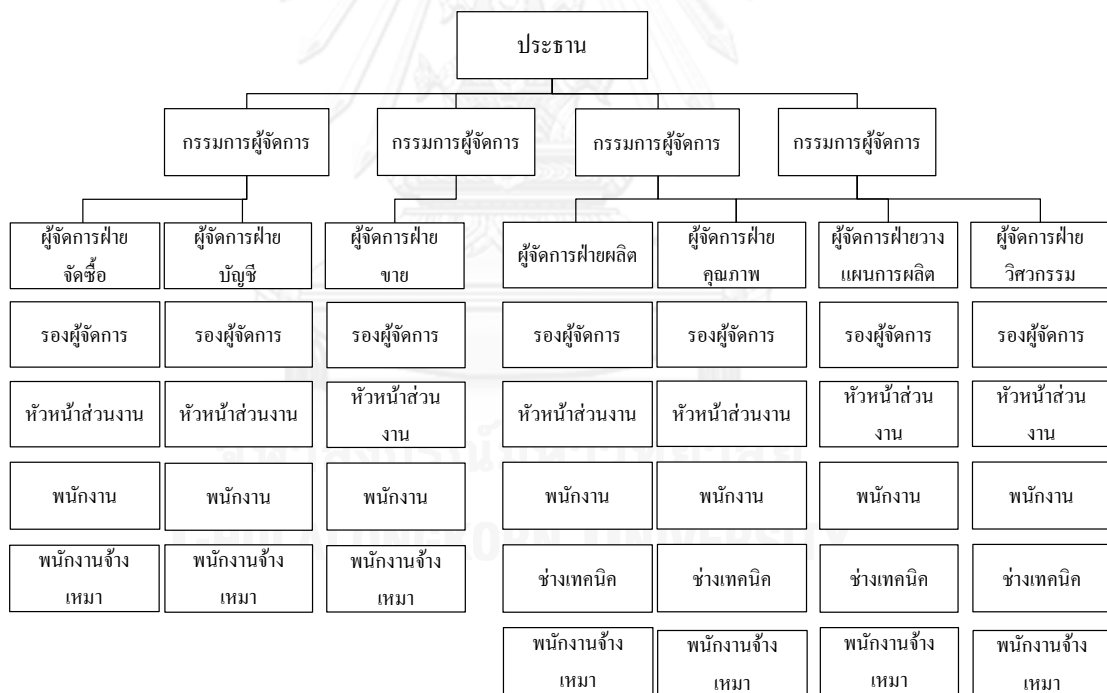 ประธาน
กรรมการผู้จัดการ กรรมการผู้จัดการ กรรมการผู้จัดการ กรรมการผู้จัดการ
ผู้จัดการฝ่าย
จัดซื้อ
ผู้จัดการฝ่าย
บัญชี
ผู้จัดการฝ่าย
ขาย
ผู้จัดการฝ่ายผลิต
ผู้จัดการฝ่าย
คุณภาพ
ผู้จัดการฝ่ายวาง
แผนการผลิต
ผู้จัดการฝ่าย
วิศวกรรม
รองผู้จัดการ รองผู้จัดการ รองผู้จัดการ รองผู้จัดการ รองผู้จัดการ รองผู้จัดการ รองผู้จัดการ
หัวหน้าส่วนงาน
หัวหน้าส่วนงาน
หัวหน้าส่วน
งาน
หัวหน้าส่วนงาน
หัวหน้าส่วนงาน
หัวหน้าส่วน
งาน
หัวหน้าส่วน
งาน
จุฬาลงกรณ์มหาวิทยาลัย
พนักงาน พนักงาน พนักงาน พนักงาน พนักงาน พนักงาน พนักงาน
CHULALONGKORN UNIVERSITY
พนักงานจ้าง
เหมา
พนักงานจ้าง
เหมา
พนักงานจ้าง
เหมา
ช่างเทคนิค ช่างเทคนิค ช่างเทคนิค ช่างเทคนิค
พนักงานจ้าง
เหมา
พนักงานจ้าง
เหมา
พนักงานจ้าง
เหมา
พนักงานจ้าง
เหมา